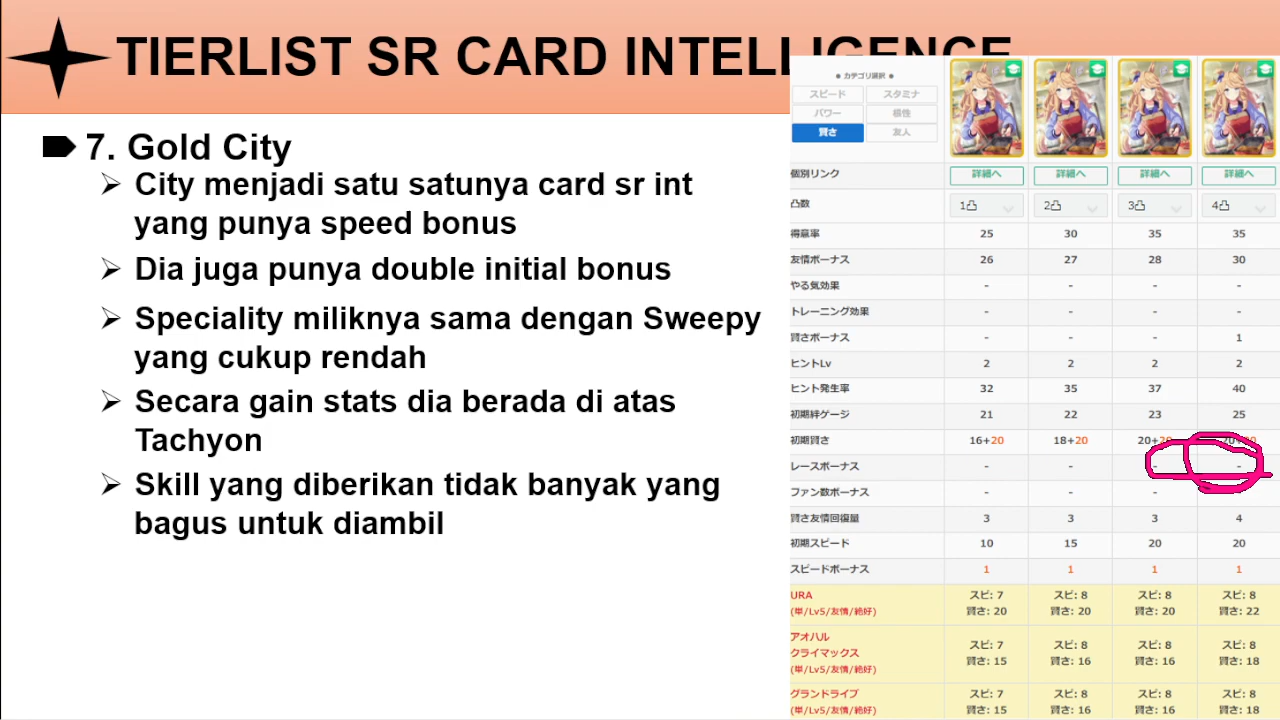 TIERLIST SR CARD INTELLIGENCE
7. Gold City
City menjadi satu satunya card sr int
yang punya speed bonus
Dia juga punya double initial bonus
Speciality miliknya sama dengan Sweepy
yang cukup rendah
Secara gain stats dia berada di atas
Tachyon
Skill yang diberikan tidak banyak yang
bagus untuk diambil
● カテゴリ選択 ●
スピード スタミナ
パワー 根性
賢さ 友人
個別リンク 詳細へ 詳細へ 詳細へ 詳細へ
凸数 1凸 2凸 3凸 4凸
得意率 25 30 35 35
友情ボーナス 26 27 28 30
やる気効果 - - - -
トレーニング効果 - - - -
賢さボーナス - - - 1
ヒントLv 2 2 2 2
ヒント発生率 32 35 37 40
初期絆ゲージ 21 22 23 25
初期賢さ 16+20 18+20 20+20 20+20
レースボーナス - - - -
ファン数ボーナス - - -
賢さ友情回復量 3 3 3 4
初期スピード 10 15 20 20
スピードボーナス 1 1 1 1
URA スピ: 7 スピ: 8 スピ: 8 スピ: 8
(単/Lv5/友情/絶好) 賢さ: 20 賢さ: 20 賢さ: 20 賢さ: 22
アオハル
クライマックス スピ: 7 スピ: 8 スピ: 8 スピ: 8
(単/Lv5/友情/絶好) 賢さ: 15 賢さ: 16 賢さ: 16 賢さ: 18
グランドライブ スピ: 7 スピ: 8 スピ: 8 スピ: 8
(単/Lv5/友情/絶好) 賢さ: 15 賢さ: 16 賢さ: 16 賢さ: 18